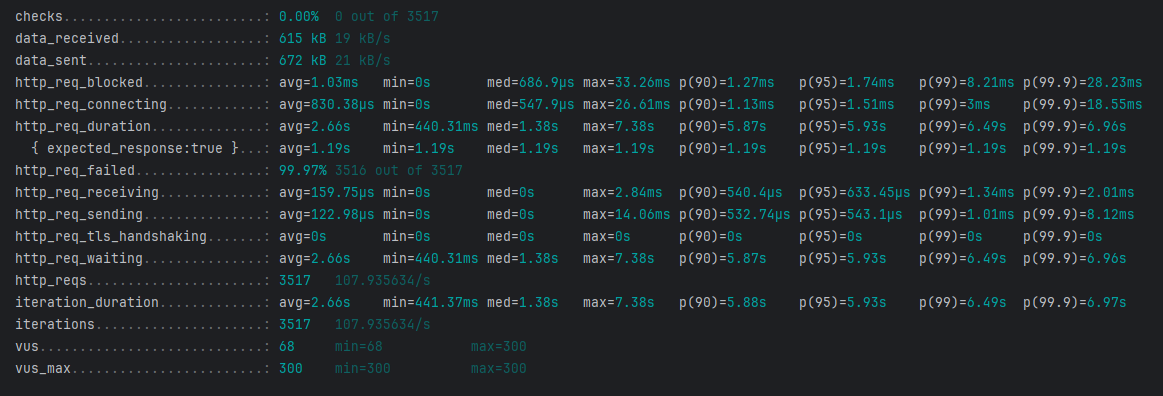 checks.........................: 0.00% 0 out of 3517
data_received..................: 615 kB 19 kB/s
data_sent......................: 672 kB 21 kB/s
http_req_blocked...............: avg=1.03ms min=0s med=686.9µs max=33.26ms p(90)=1.27ms p(95)=1.74ms p(99)=8.21ms p(99.9)=28.23ms
http_req_connecting............: avg=830.38µs min=0s med=547.9µs max=26.61ms p(90)=1.13ms p(95)=1.51ms p(99)=3ms p(99.9)=18.55ms
http_req_duration..............: avg=2.66s min=440.31ms med=1.38s max=7.38s p(90)=5.87s p(95)=5.93s p(99)=6.49s p(99.9)=6.96s
{ expected_response:true }...: avg=1.19s min=1.19s med=1.19s max=1.19s p(90)=1.19s p(95)=1.19s p(99)=1.19s p(99.9)=1.19s
http_req_failed................: 99.97% 3516 out of 3517
http_req_receiving.............: avg=159.75µs min=0s med=0s max=2.84ms p(90)=540.4µs p(95)=633.45µs p(99)=1.34ms p(99.9)=2.01ms
http_req_sending...............: avg=122.98µs min=0s med=0s max=14.06ms p(90)=532.74µs p(95)=543.1µs p(99)=1.01ms p(99.9)=8.12ms
http_req_tls_handshaking.......: avg=0s min=0s med=0s max=0s p(90)=0s p(95)=0s p(99)=0s p(99.9)=0s
http_req_waiting...............: avg=2.66s min=440.31ms med=1.38s max=7.38s p(90)=5.87s p(95)=5.93s p(99)=6.49s p(99.9)=6.96s
http_reqs......................: 3517 107.935634/s
iteration_duration.............: avg=2.66s min=441.37ms med=1.38s max=7.38s p(90)=5.88s p(95)=5.93s p(99)=6.49s p(99.9)=6.97s
iterations.....................: 3517 107.935634/s
vus............................: 68 min=68 max=300
vus_max........................: 300 min=300 max=300